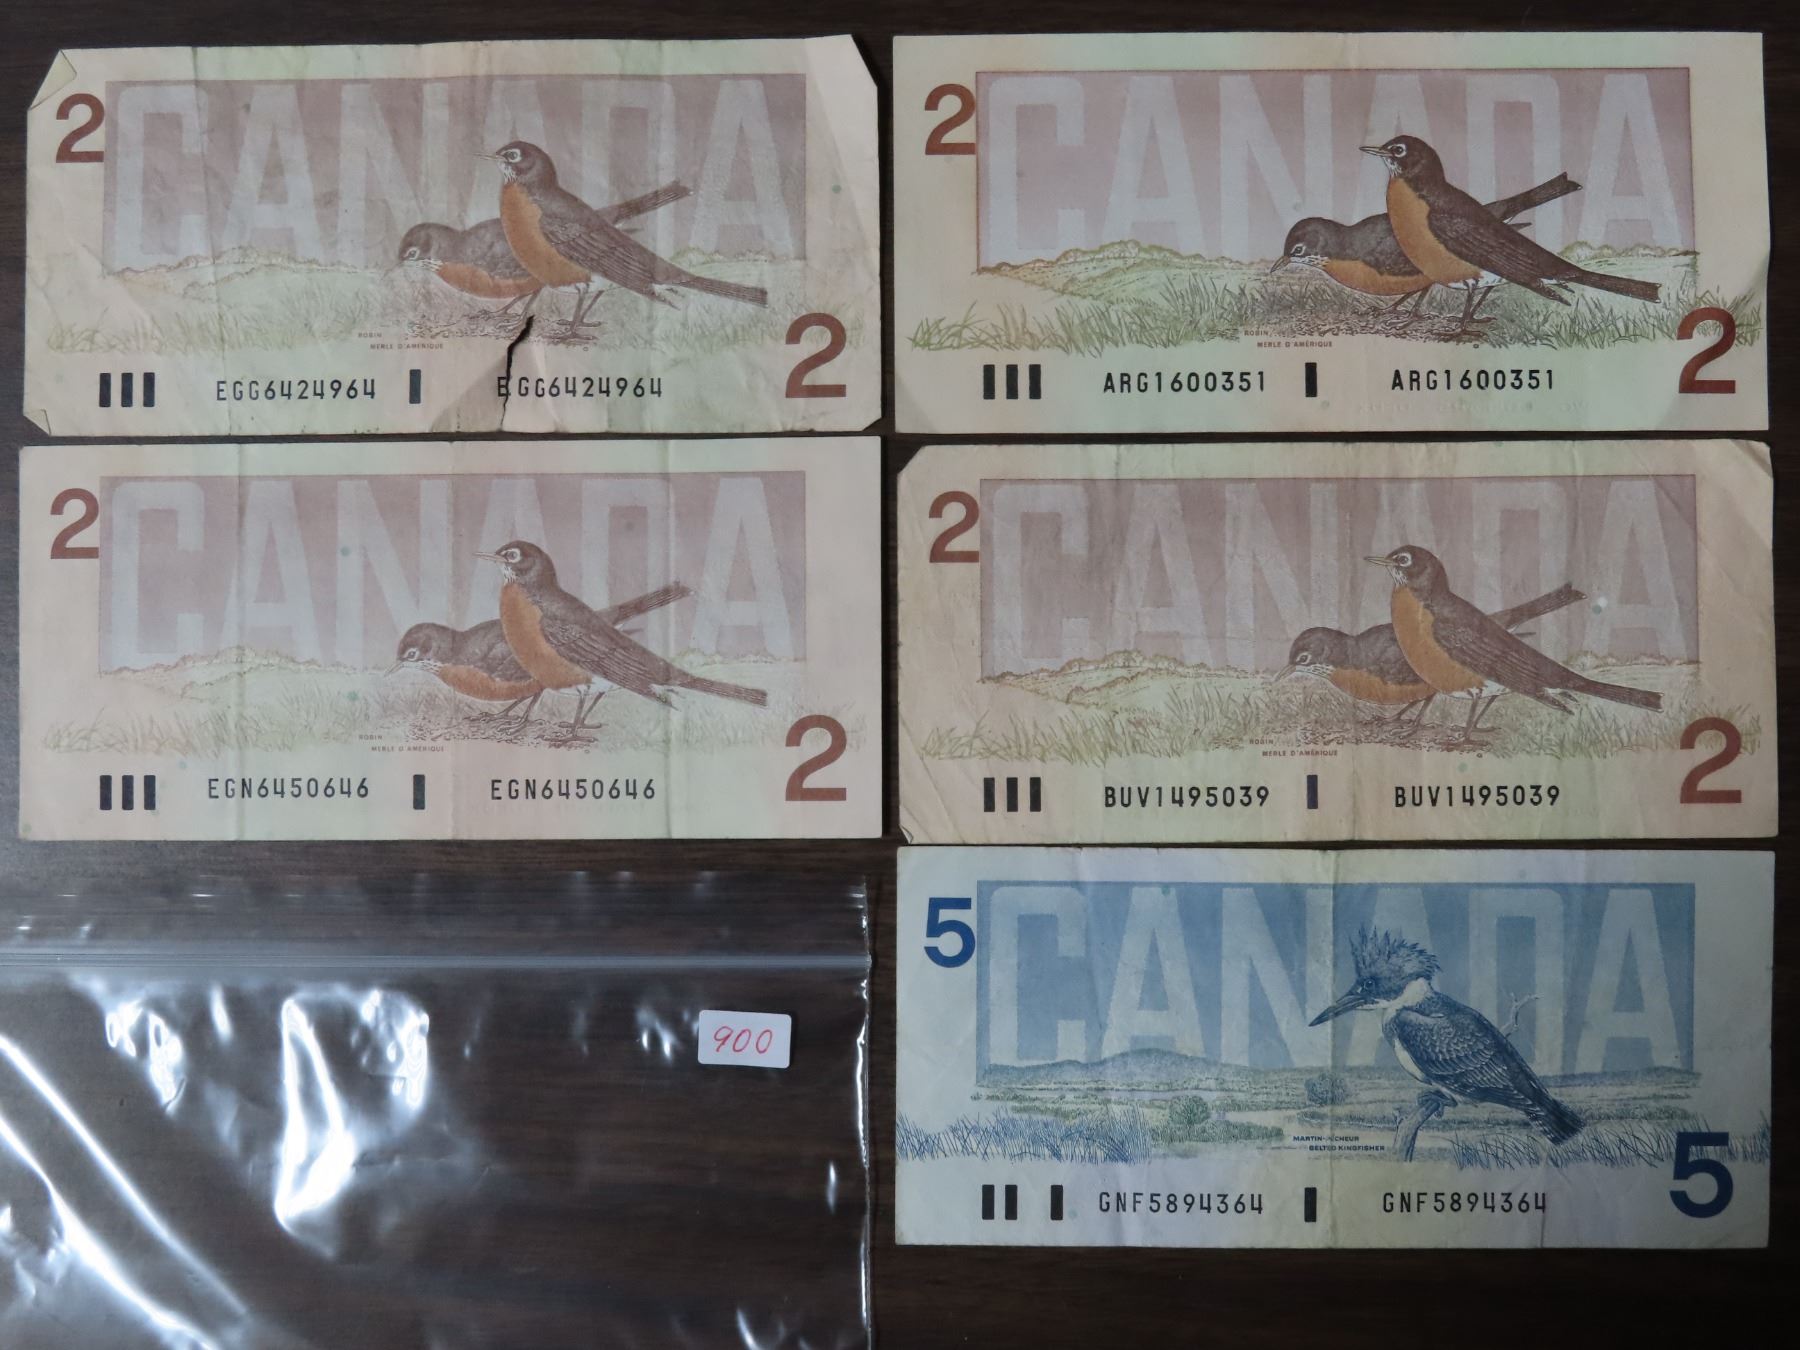 2
CANADA
ROBIN
MERLE D'AMÉRIQUE
2
EGG6424964
EGG6424964
2
CANADA
ROBIN
MERLE D'AMÉRIQUE
2
ARG1600351
ARG1600351
2
CANADA
ROBIN
MERLE D'AMÉRIQUE
2
EGN6450646
EGN6450646
2
CANADA
ROBIN
MERLE D'AMÉRIQUE
2
BUV1495039
BUV1495039
900
5
CANADA
MARTIN-PÊCHEUR
BELTED KINGFISHER
5
GNF5894364
GNF5894364